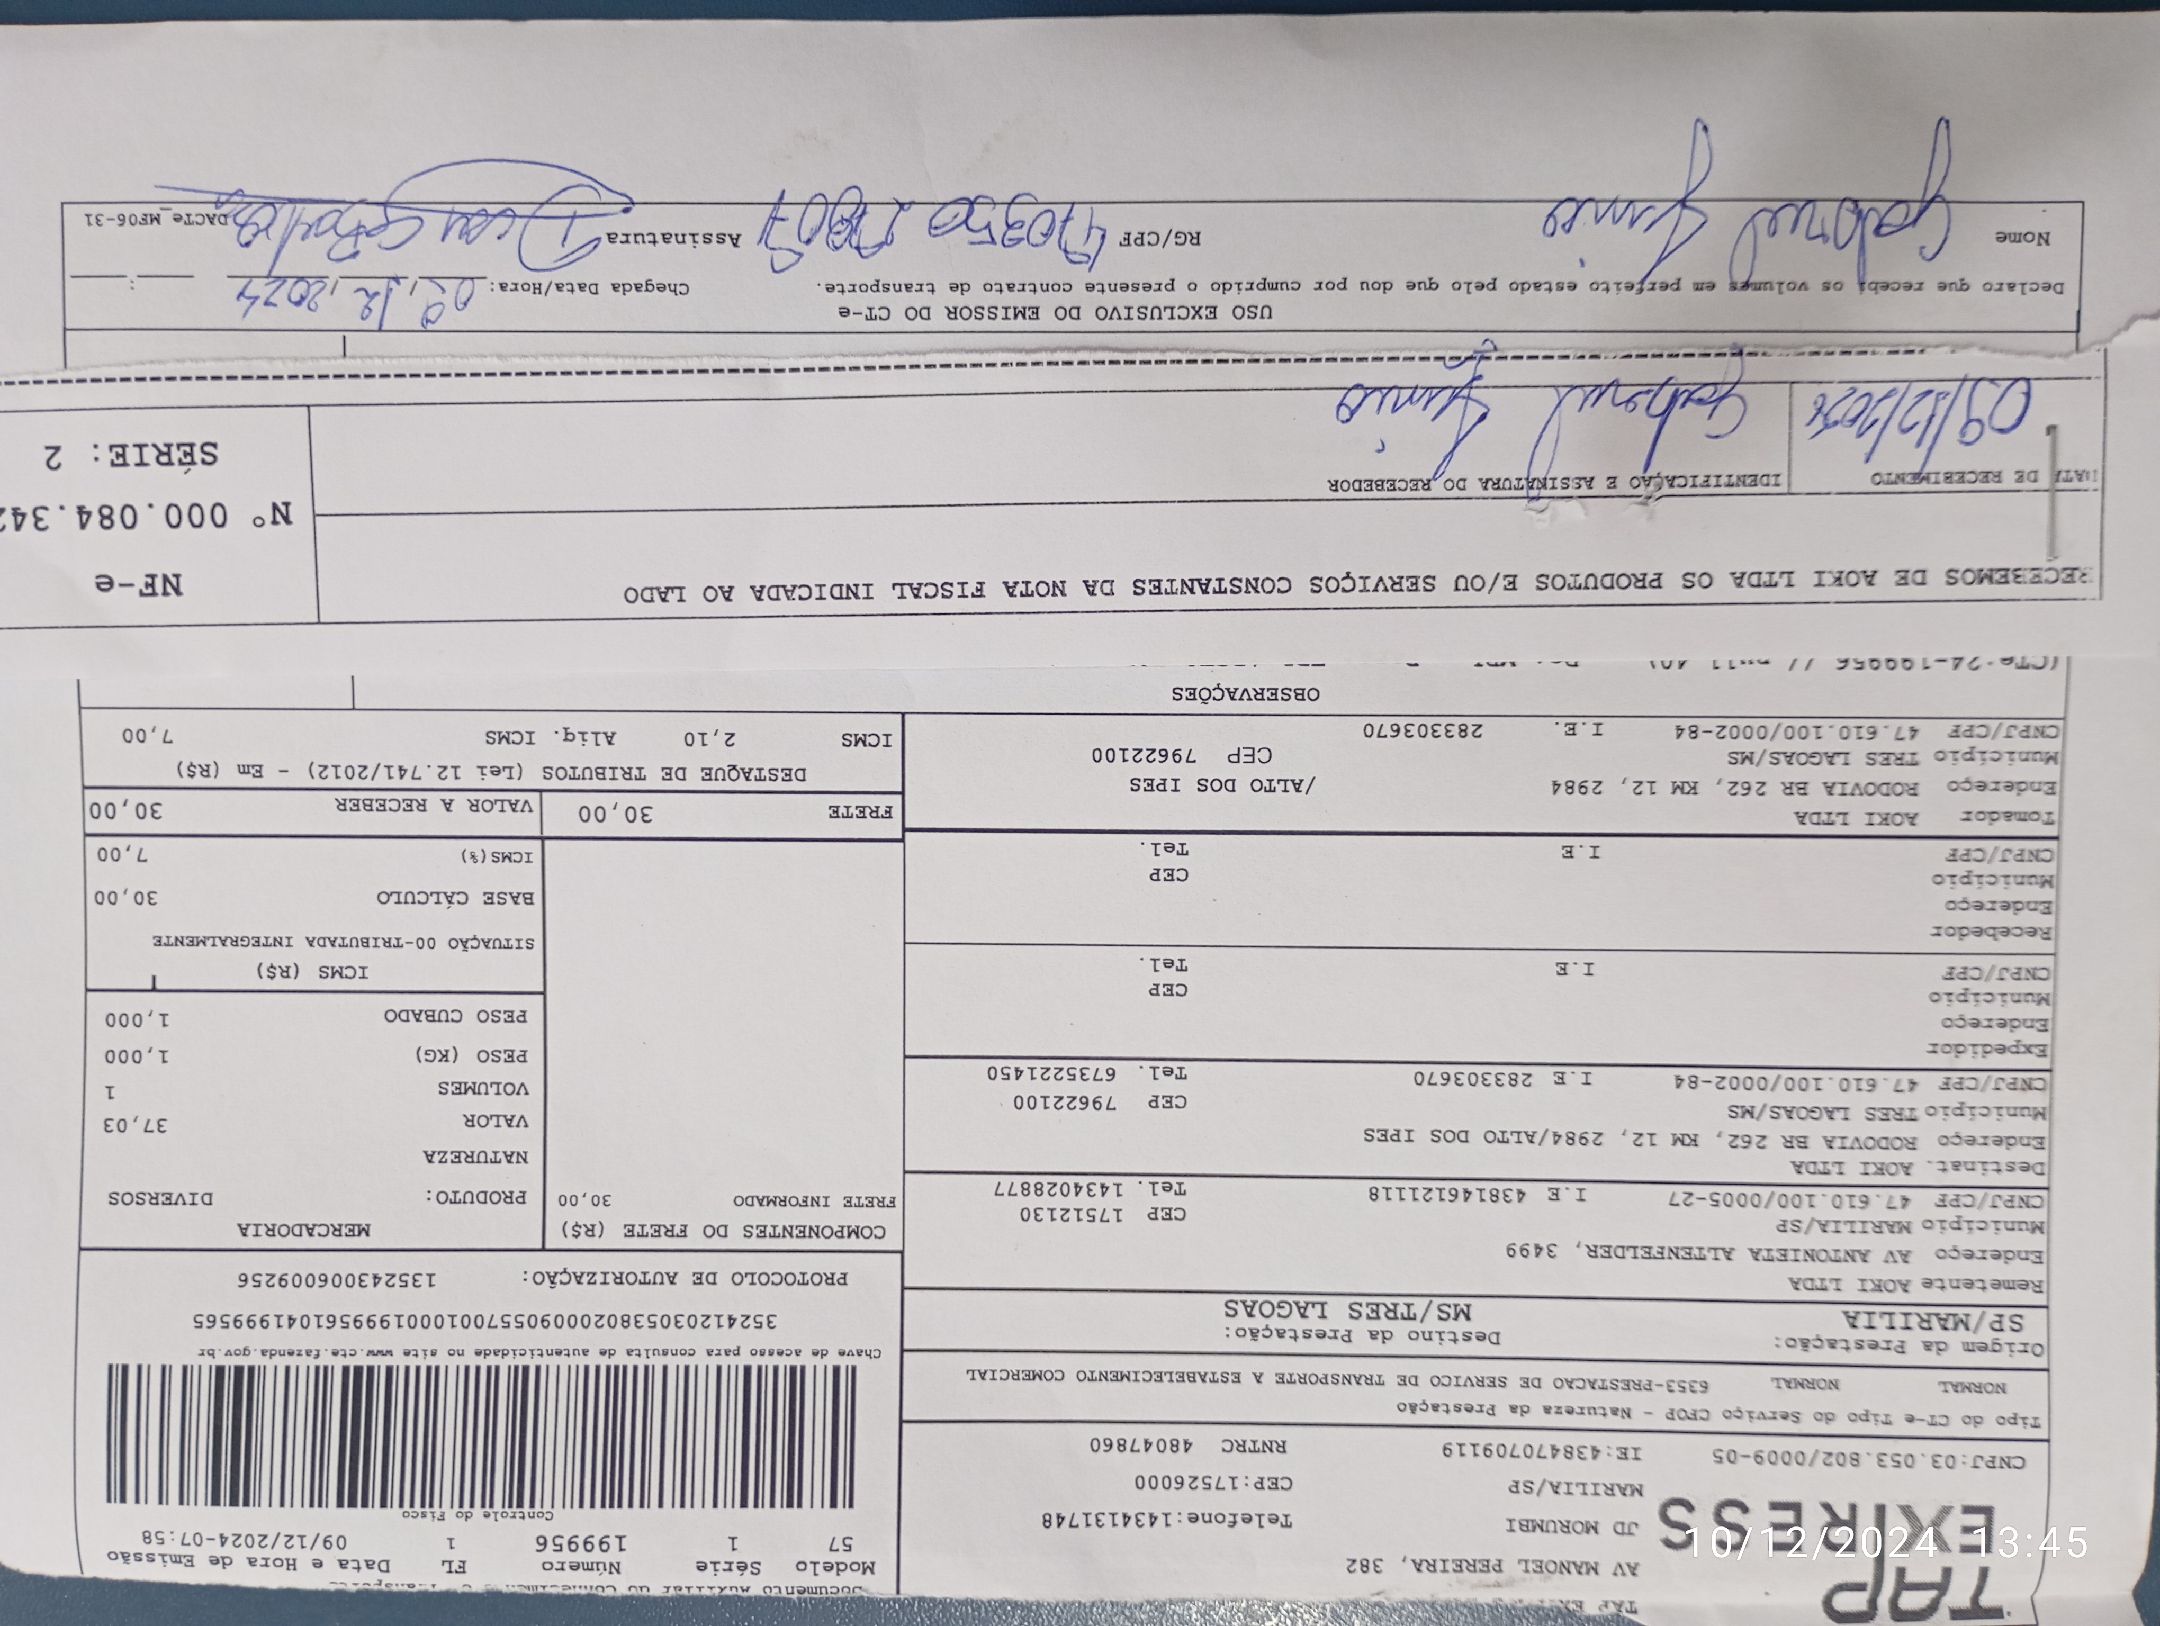 TAP
EXPRESS
AV MANOEL PEREIRA, 382
JD MORUMBI Telefone:1434131748
MARILIA/SP CEP:17526000
CNPJ:03.053.802/0009-05 IE:438470709119 RNTRC 48047860
Modelo Série Número FL Data e Hora de Emissão
57 1 199956 1 09/12/2024-07:58
Controle do Fisco
Chave de acesso para consulta de autenticidade no site www.cte.fazenda.gov.br
35241203053802000905570010001999561041999565
PROTOCOLO DE AUTORIZAÇÃO: 135243006009256
Tipo do CT-e Tipo do Serviço CFOP - Natureza da Prestação
NORMAL NORMAL 6353-PRESTACAO DE SERVICO DE TRANSPORTE A ESTABELECIMENTO COMERCIAL
Origem da Prestação: Destino da Prestação:
SP/MARILIA MS/TRES LAGOAS
Remetente AOKI LTDA
Endereço AV ANTONIETA ALTENFELDER, 3499
Município MARILIA/SP CEP 17512130
CNPJ/CPF 47.610.100/0005-27 I.E 438146121118 Tel. 1434028877
Destinat. AOKI LTDA
Endereço RODOVIA BR 262, KM 12, 2984/ALTO DOS IPES
Município TRES LAGOAS/MS CEP 79622100
CNPJ/CPF 47.610.100/0002-84 I.E 283303670 Tel. 6735221450
Expedidor
Endereço
Município CEP
CNPJ/CPF I.E Tel.
Recebedor
Endereço
Município CEP
CNPJ/CPF I.E Tel.
Tomador AOKI LTDA
Endereço RODOVIA BR 262, KM 12, 2984 /ALTO DOS IPES
Município TRES LAGOAS/MS CEP 79622100
CNPJ/CPF 47.610.100/0002-84 I.E. 283303670
COMPONENTES DO FRETE (R$)
FRETE INFORMADO 30,00
MERCADORIA
PRODUTO: DIVERSOS
NATUREZA
VALOR 37,03
VOLUMES 1
PESO (KG) 1,000
PESO CUBADO 1,000
ICMS (R$)
SITUAÇÃO 00-TRIBUTADA INTEGRALMENTE
BASE CÁLCULO 30,00
ICMS(%) 7,00
FRETE 30,00 VALOR A RECEBER 30,00
DESTAQUE DE TRIBUTOS (Lei 12.741/2012) - Em (R$)
ICMS 2,10 Aliq. ICMS 7,00
OBSERVAÇÕES
RECEBEMOS DE AOKI LTDA OS PRODUTOS E/OU SERVIÇOS CONSTANTES DA NOTA FISCAL INDICADA AO LADO
NF-e
Nº 000.084.342
SÉRIE: 2
DATA DE RECEBIMENTO IDENTIFICAÇÃO E ASSINATURA DO RECEBEDOR
09/12/2024 Gabriel Junio
USO EXCLUSIVO DO EMISSOR DO CT-e
Declaro que recebi os volumes em perfeito estado pelo que dou por cumprido o presente contrato de transporte. Chegada Data/Hora: 09,12,2024 :
Nome Gabriel Junio RG/CPF Assinatura
DACTe_MF06-31
10/12/2024 13:45